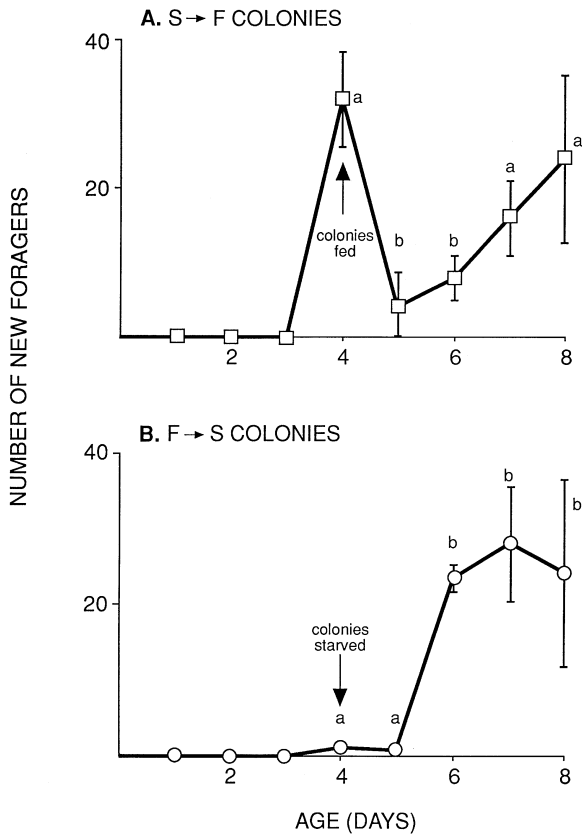 A. S → F COLONIES
40
20
a
colonies
fed
b
b
a
a
2
4
6
8
NUMBER OF NEW FORAGERS
B. F → S COLONIES
40
20
colonies
starved
a
a
b
b
b
2
4
6
8
AGE (DAYS)